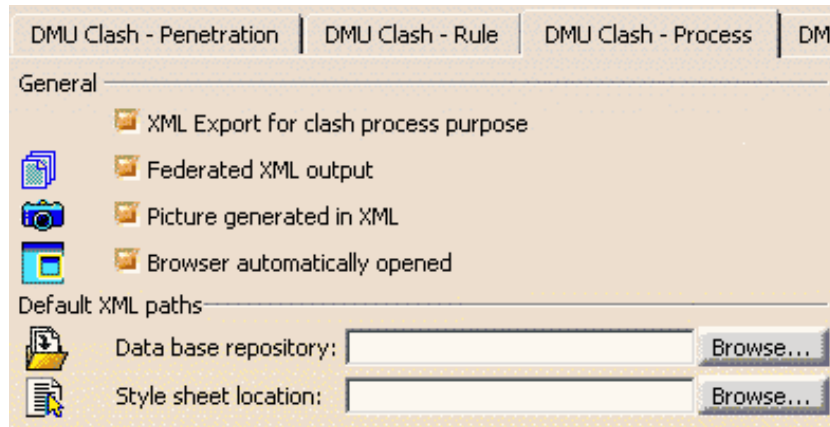 DMU Clash - Penetration DMU Clash - Rule DMU Clash - Process DM
General
XML Export for clash process purpose
Federated XML output
Picture generated in XML
Browser automatically opened
Default XML paths
Data base repository: Browse...
Style sheet location: Browse...